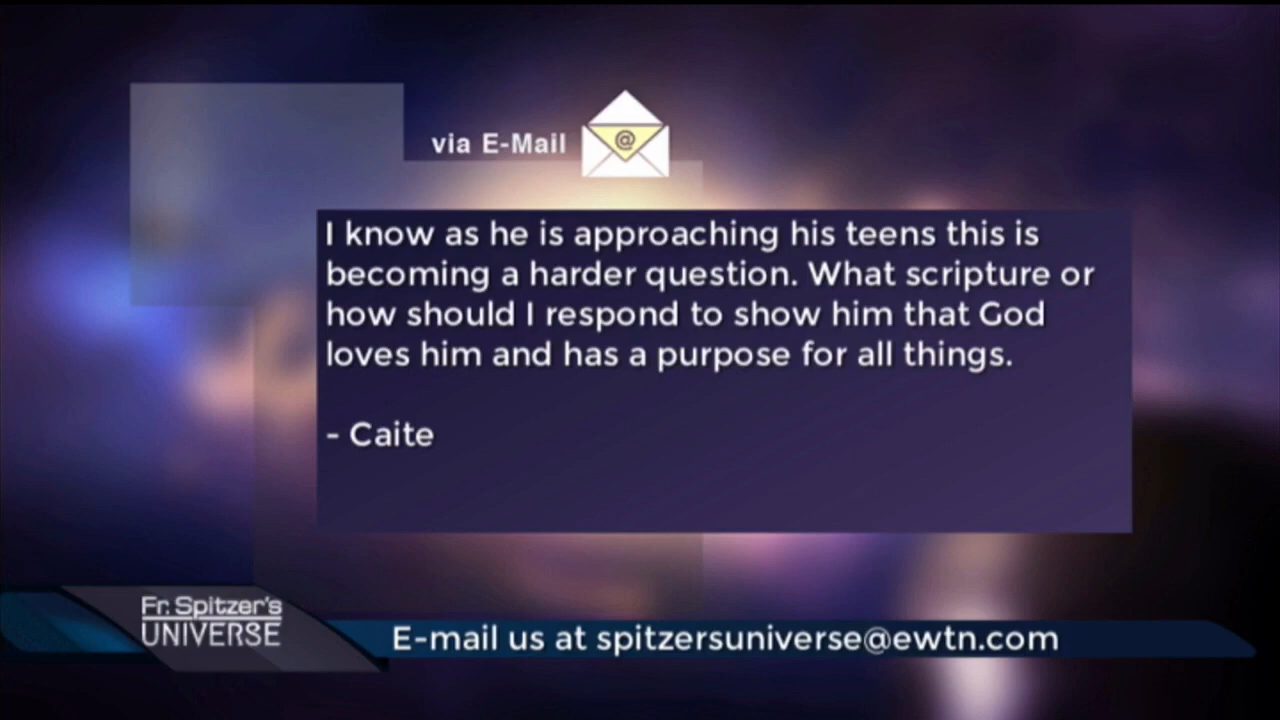 via E-Mail @
I know as he is approaching his teens this is
becoming a harder question. What scripture or
how should I respond to show him that God
loves him and has a purpose for all things.
- Caite
Fr. Spitzer's
UNIVERSE
E-mail us at spitzersuniverse@ewtn.com